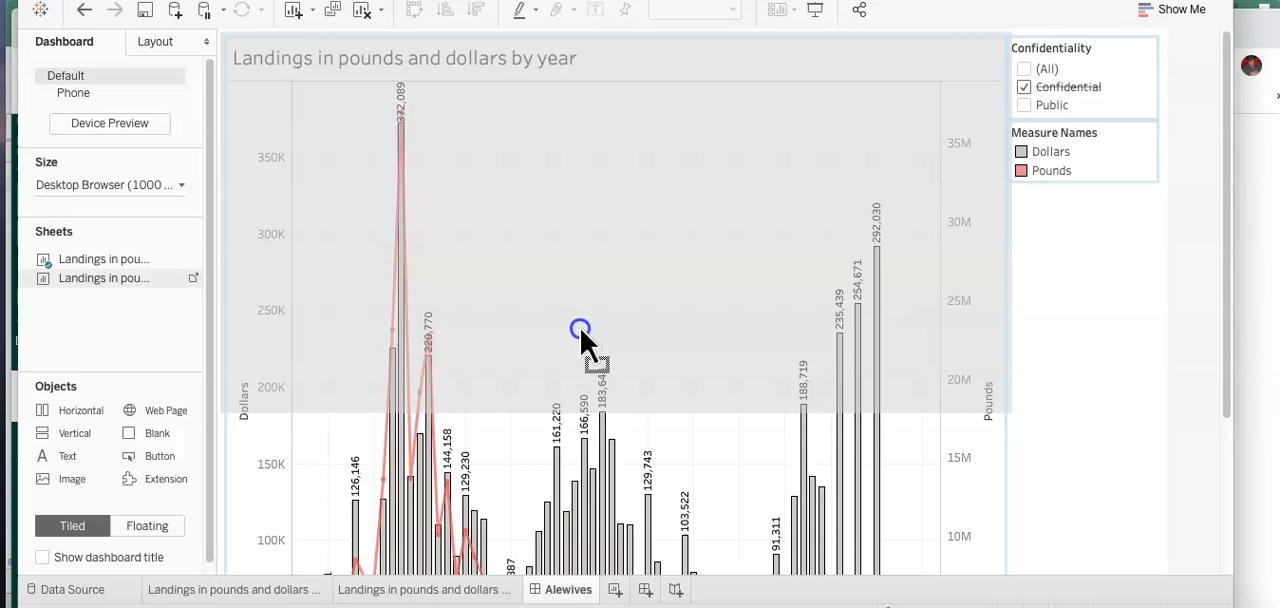 Show Me
Dashboard
Layout
Default
Phone
Device Preview
Size
Desktop Browser (1000 ...
Sheets
Landings in pou...
Landings in pou...
Objects
Horizontal
Web Page
Vertical
Blank
Text
Button
Image
Extension
Tiled
Floating
Show dashboard title
Landings in pounds and dollars by year
350K
300K
250K
200K
150K
100K
Dollars
126,146
372,089
220,770
144,158
129,230
387
161,220
166,590
183,64
129,743
103,522
91,311
188,719
235,439
254,671
292,030
35M
30M
25M
20M
15M
10M
Pounds
Confidentiality
(All)
Confidential
Public
Measure Names
Dollars
Pounds
Data Source
Landings in pounds and dollars ...
Landings in pounds and dollars ...
Alewives